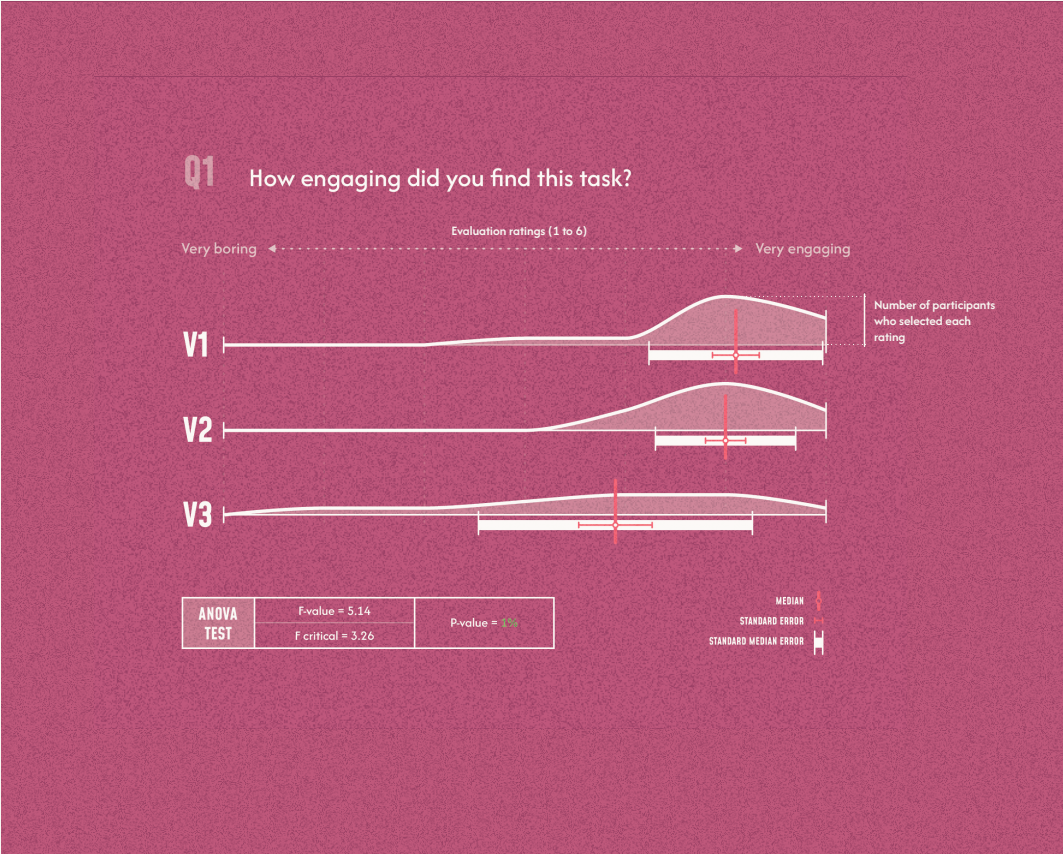 Q1 How engaging did you find this task?
Evaluation ratings (1 to 6)
Very boring
Very engaging
V1
Number of participants
who selected each
rating
V2
V3
ANOVA
TEST
F-value = 5.14
F critical = 3.26
P-value = 1%
MEDIAN
STANDARD ERROR
STANDARD MEDIAN ERROR